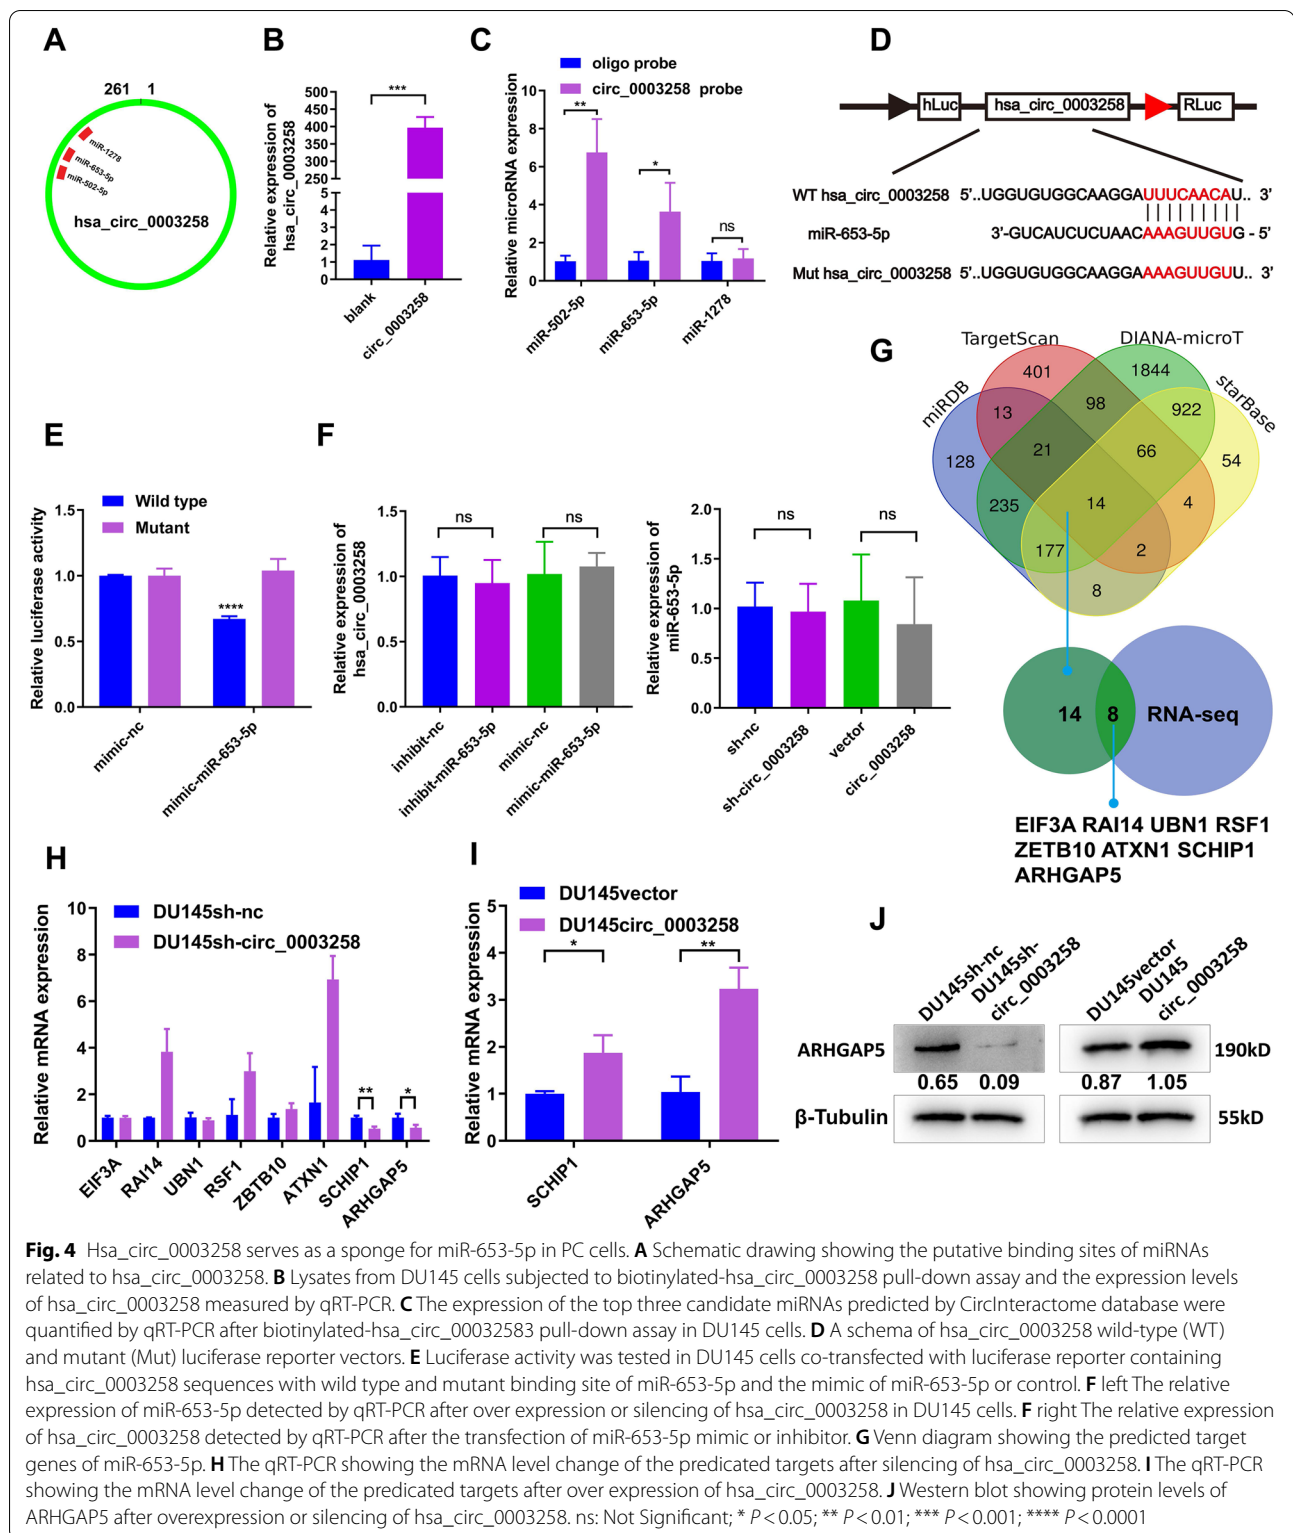 A
261 1
miR-1278
miR-653-5p
miR-502-5p
hsa_circ_0003258
B
Relative expression of
hsa_circ_0003258
500
450
400
350
300
250
5
4
3
2
1
0
***
blank
circ_0003258
C
oligo probe
circ_0003258 probe
Relative microRNA expression
10
8
6
4
2
0
**
*
ns
miR-502-5p
miR-653-5p
miR-1278
D
hLuc
hsa_circ_0003258
RLuc
WT hsa_circ_0003258 5’..UGGUGUGGCAAGGAUUUCAACAU.. 3’
miR-653-5p 3’-GUCAUCUCUAACAAAGUUGUG - 5’
Mut hsa_circ_0003258 5’..UGGUGUGGCAAGGAAAAGUUGUU.. 3’
E
Wild type
Mutant
Relative luciferase activity
1.5
1.0
0.5
0.0
****
mimic-nc
mimic-miR-653-5p
F
Relative expression of
hsa_circ_0003258
1.5
1.0
0.5
0.0
ns
ns
inhibit-nc
inhibit-miR-653-5p
mimic-nc
mimic-miR-653-5p
Relative expression of
miR-653-5p
2.0
1.5
1.0
0.5
0.0
ns
ns
sh-nc
sh-circ_0003258
vector
circ_0003258
G
TargetScan
DIANA-microT
miRDB
starBase
401
1844
13
98
922
128
21
66
54
235
14
4
177
2
8
14
8
RNA-seq
EIF3A RAI14 UBN1 RSF1
ZETB10 ATXN1 SCHIP1
ARHGAP5
H
DU145sh-nc
DU145sh-circ_0003258
Relative mRNA expression
10
8
6
4
2
0
**
*
EIF3A
RAI14
UBN1
RSF1
ZBTB10
ATXN1
SCHIP1
ARHGAP5
I
DU145vector
DU145circ_0003258
Relative mRNA expression
5
4
3
2
1
0
*
**
SCHIP1
ARHGAP5
J
DU145sh-nc
DU145sh-
circ_0003258
DU145vector
DU145
circ_0003258
ARHGAP5
190kD
0.65 0.09 0.87 1.05
β-Tubulin
55kD
Fig. 4 Hsa_circ_0003258 serves as a sponge for miR-653-5p in PC cells. A Schematic drawing showing the putative binding sites of miRNAs
related to hsa_circ_0003258. B Lysates from DU145 cells subjected to biotinylated-hsa_circ_0003258 pull-down assay and the expression levels
of hsa_circ_0003258 measured by qRT-PCR. C The expression of the top three candidate miRNAs predicted by CircInteractome database were
quantified by qRT-PCR after biotinylated-hsa_circ_00032583 pull-down assay in DU145 cells. D A schema of hsa_circ_0003258 wild-type (WT)
and mutant (Mut) luciferase reporter vectors. E Luciferase activity was tested in DU145 cells co-transfected with luciferase reporter containing
hsa_circ_0003258 sequences with wild type and mutant binding site of miR-653-5p and the mimic of miR-653-5p or control. F left The relative
expression of miR-653-5p detected by qRT-PCR after over expression or silencing of hsa_circ_0003258 in DU145 cells. F right The relative expression
of hsa_circ_0003258 detected by qRT-PCR after the transfection of miR-653-5p mimic or inhibitor. G Venn diagram showing the predicted target
genes of miR-653-5p. H The qRT-PCR showing the mRNA level change of the predicated targets after silencing of hsa_circ_0003258. I The qRT-PCR
showing the mRNA level change of the predicated targets after over expression of hsa_circ_0003258. J Western blot showing protein levels of
ARHGAP5 after overexpression or silencing of hsa_circ_0003258. ns: Not Significant; * P < 0.05; ** P < 0.01; *** P < 0.001; **** P < 0.0001